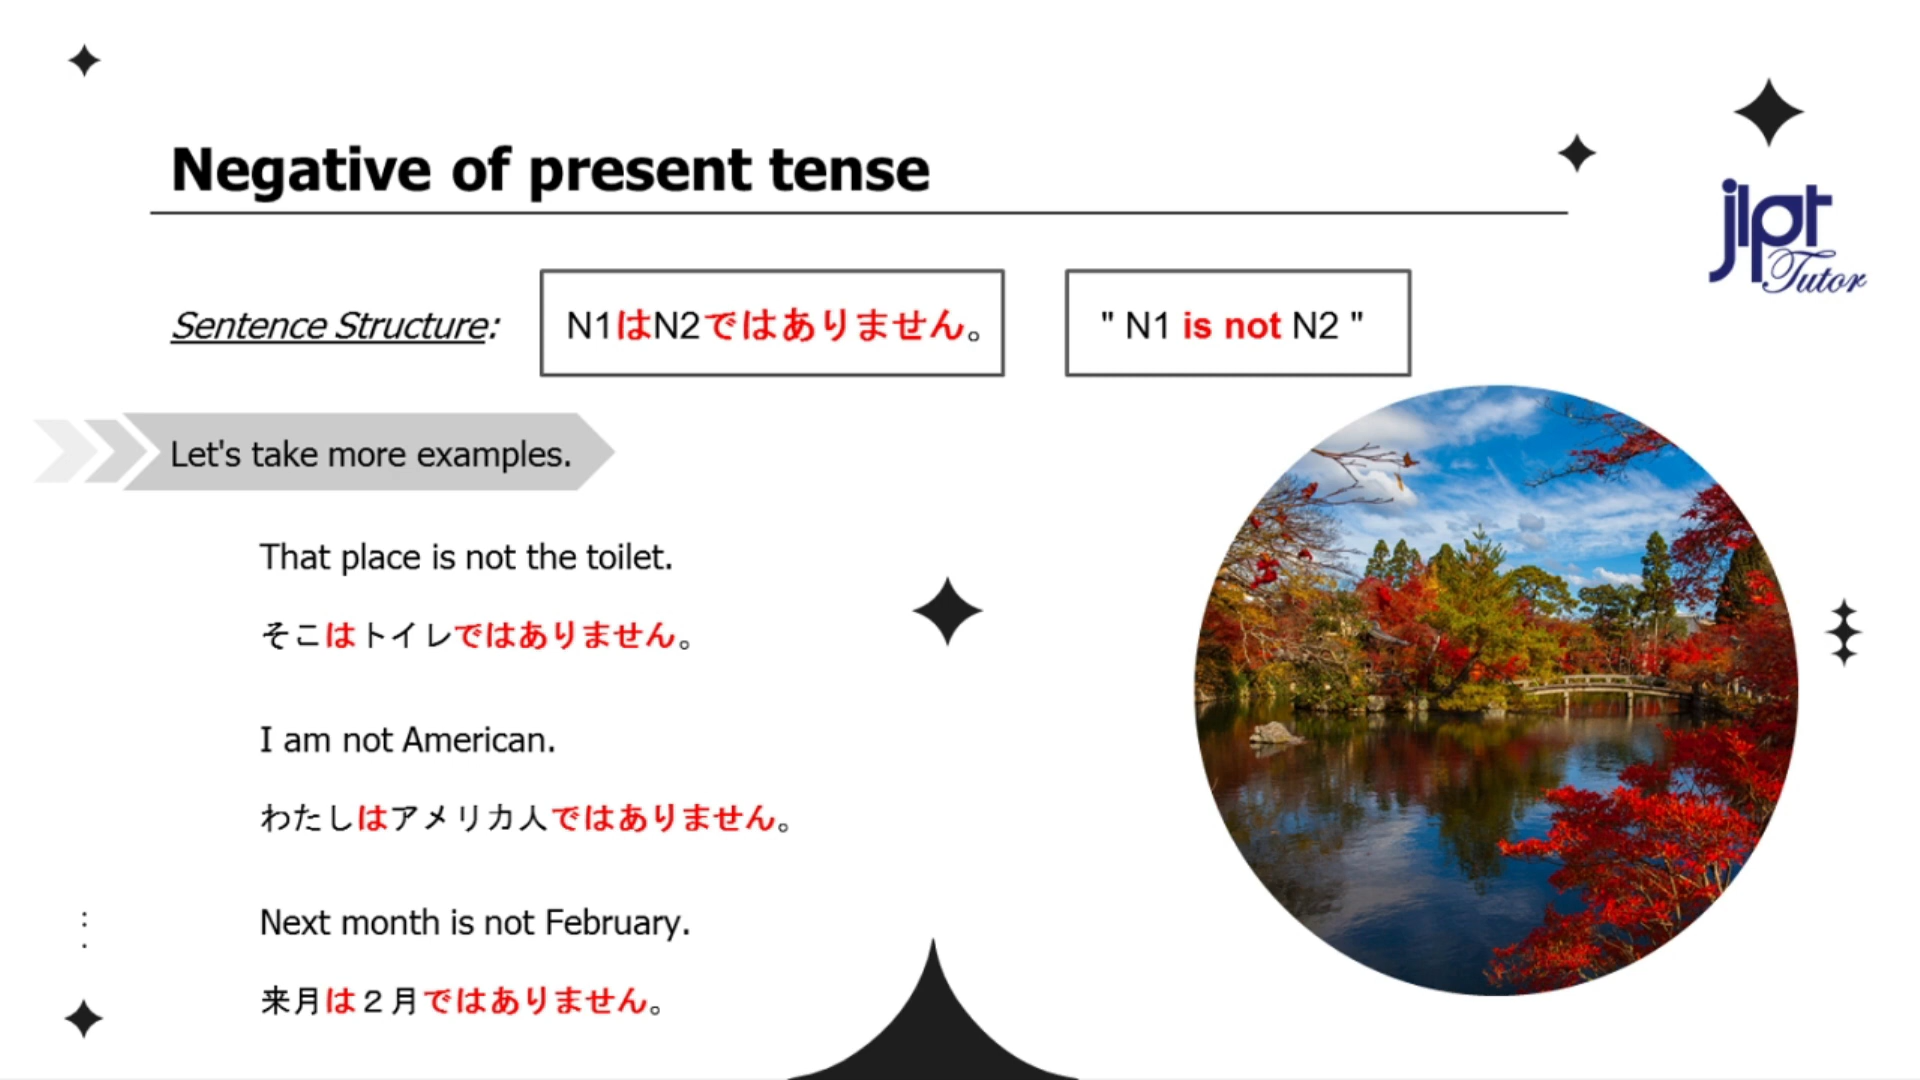 Negative of present tense
jlpt
Tutor
Sentence Structure: N1はN2ではありません。 " N1 is not N2 "
Let's take more examples.
That place is not the toilet.
そこはトイレではありません。
I am not American.
わたしはアメリカ人ではありません。
Next month is not February.
来月は２月ではありません。